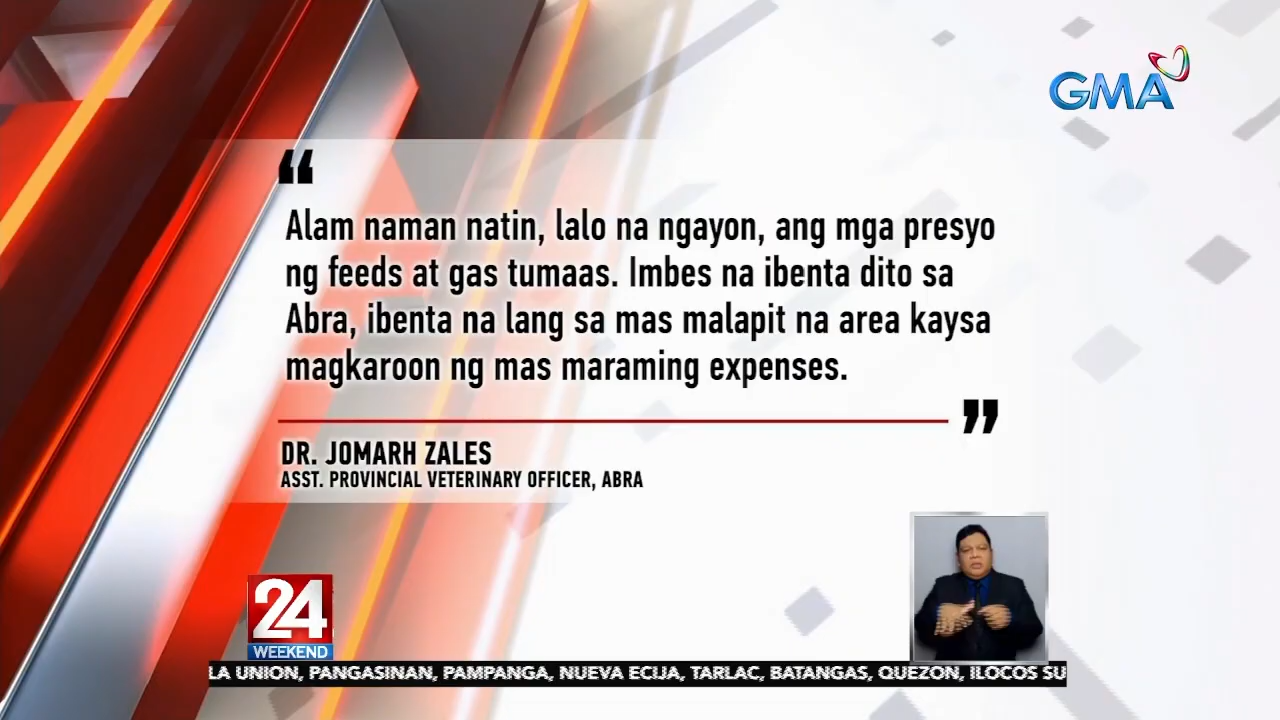 GMA
“
Alam naman natin, lalo na ngayon, ang mga presyo
ng feeds at gas tumaas. Imbes na ibenta dito sa
Abra, ibenta na lang sa mas malapit na area kaysa
magkaroon ng mas maraming expenses.
”
DR. JOMARH ZALES
ASST. PROVINCIAL VETERINARY OFFICER, ABRA
24
WEEKEND
LA UNION, PANGASINAN, PAMPANGA, NUEVA ECIJA, TARLAC, BATANGAS, QUEZON, ILOCOS SU